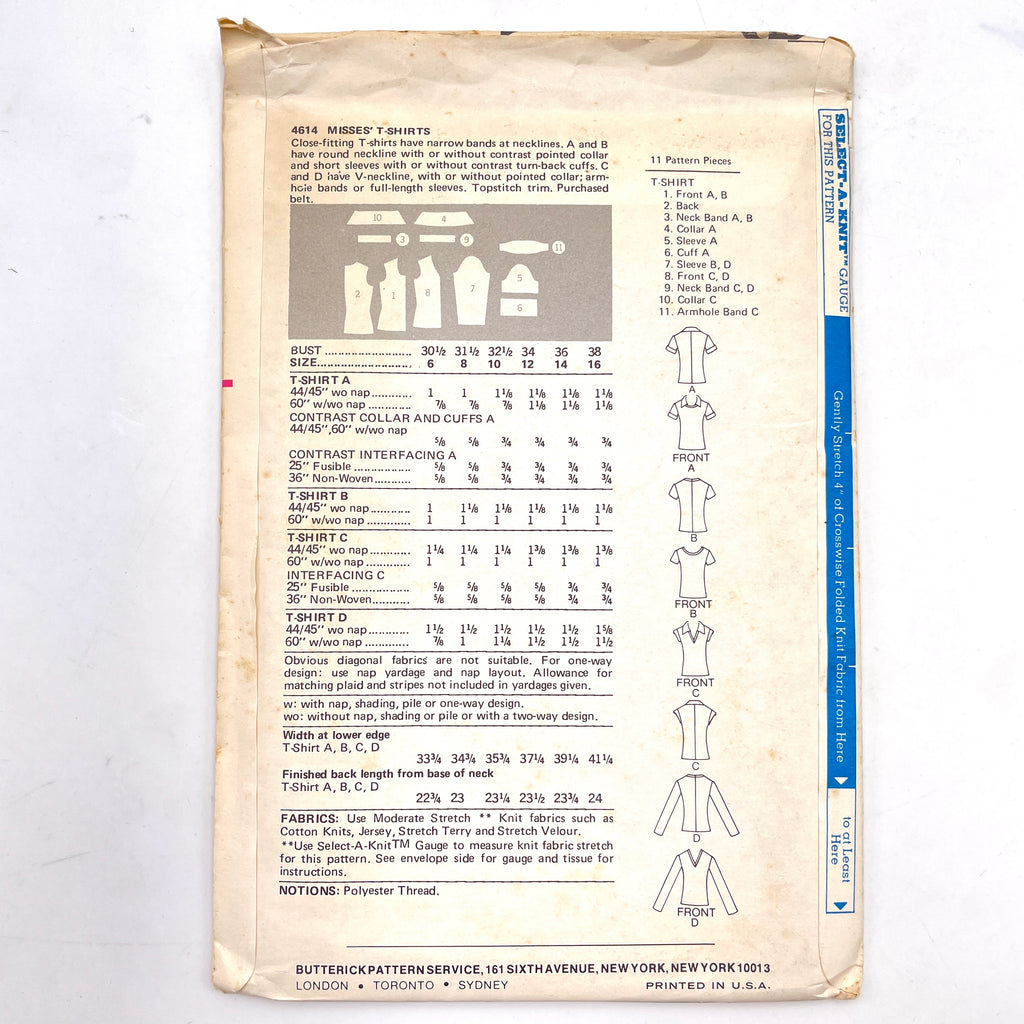 4614 MISSES' T-SHIRTS
Close-fitting T-shirts have narrow bands at necklines. A and B
have round neckline with or without contrast pointed collar
and short sleeves with or without contrast turn-back cuffs. C
and D have V-neckline, with or without pointed collar; arm-
hole bands or full-length sleeves. Topstitch trim. Purchased
belt.
10 4
3 9 11
2 1 8 7 5
6
BUST .......................... 30½ 31½ 32½ 34 36 38
SIZE............................. 6 8 10 12 14 16
T-SHIRT A
44/45" wo nap............ 1 1 1⅛ 1⅛ 1⅛ 1⅛
60" w/wo nap............. ⅞ ⅞ ⅞ 1⅛ 1⅛ 1⅛
CONTRAST COLLAR AND CUFFS A
44/45",60" w/wo nap
⅝ ⅝ ¾ ¾ ¾ ¾
CONTRAST INTERFACING A
25" Fusible ................ ⅝ ⅝ ¾ ¾ ¾ ¾
36" Non-Woven........... ⅝ ⅝ ¾ ¾ ¾ ¾
T-SHIRT B
44/45" wo nap............ 1 1⅛ 1⅛ 1⅛ 1⅛ 1⅛
60" w/wo nap............. 1 1 1 1 1 1
T-SHIRT C
44/45" wo nap............ 1¼ 1¼ 1¼ 1⅜ 1⅜ 1⅜
60" w/wo nap............. 1 1 1 1 1 1
INTERFACING C
25" Fusible ................ ⅝ ⅝ ⅝ ⅝ ¾ ¾
36" Non-Woven........... ⅝ ⅝ ⅝ ⅝ ¾ ¾
T-SHIRT D
44/45" wo nap............ 1½ 1½ 1½ 1½ 1½ 1⅝
60" w/wo nap............. ⅞ 1 1¼ 1½ 1½ 1½
Obvious diagonal fabrics are not suitable. For one-way
design: use nap yardage and nap layout. Allowance for
matching plaid and stripes not included in yardages given.
w: with nap, shading, pile or one-way design.
wo: without nap, shading or pile or with a two-way design.
Width at lower edge
T-Shirt A, B, C, D
33¾ 34¾ 35¾ 37¼ 39¼ 41¼
Finished back length from base of neck
T-Shirt A, B, C, D
22¾ 23 23¼ 23½ 23¾ 24
FABRICS: Use Moderate Stretch ** Knit fabrics such as
Cotton Knits, Jersey, Stretch Terry and Stretch Velour.
**Use Select-A-Knit™ Gauge to measure knit fabric stretch
for this pattern. See envelope side for gauge and tissue for
instructions.
NOTIONS: Polyester Thread.
11 Pattern Pieces
T-SHIRT
1. Front A, B
2. Back
3. Neck Band A, B
4. Collar A
5. Sleeve A
6. Cuff A
7. Sleeve B, D
8. Front C, D
9. Neck Band C, D
10. Collar C
11. Armhole Band C
A
FRONT
A
B
FRONT
B
FRONT
C
C
D
FRONT
D
SELECT-A-KNIT™ GAUGE
FOR THIS PATTERN
Gently Stretch 4" of Crosswise Folded Knit Fabric from Here
to at Least
Here
BUTTERICK PATTERN SERVICE, 161 SIXTH AVENUE, NEW YORK, NEW YORK 10013
LONDON • TORONTO • SYDNEY PRINTED IN U.S.A.